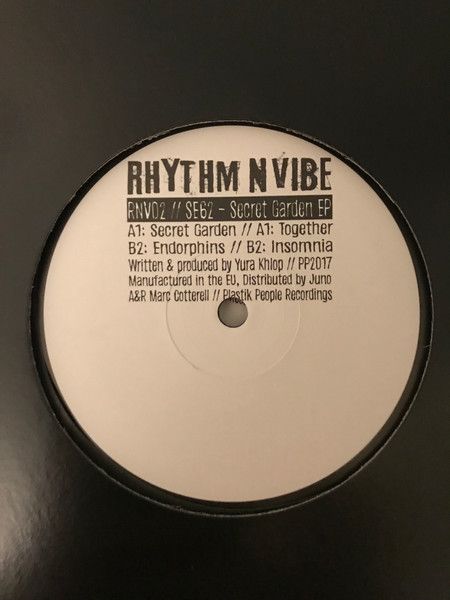 RHYTHM N VIBE
RNV02 // SE62 - Secret Garden EP
A1: Secret Garden // A1: Together
B2: Endorphins // B2: Insomnia
Written & produced by Yura Khlop // PP2017
Manufactured in the EU, Distributed by Juno
A&R Marc Cotterell // Plastik People Recordings